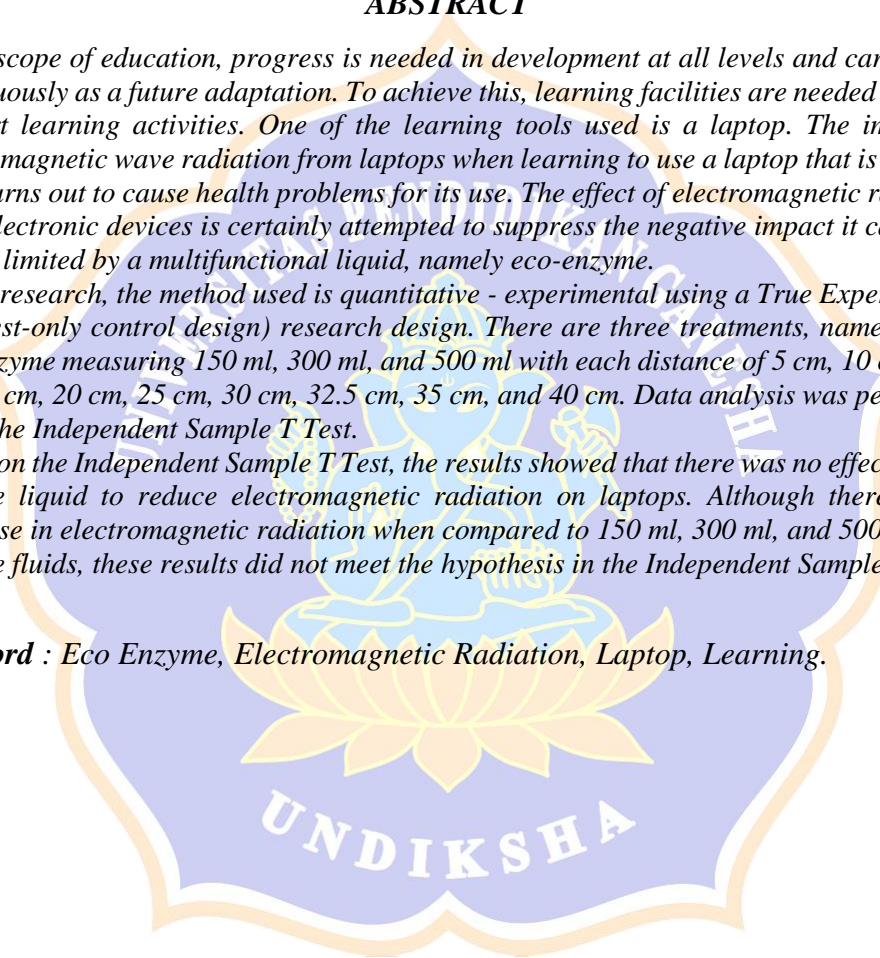 ABSTRACT
scope of education, progress is needed in development at all levels and can
uously as a future adaptation. To achieve this, learning facilities are needed
t learning activities. One of the learning tools used is a laptop. The im
magnetic wave radiation from laptops when learning to use a laptop that is
urns out to cause health problems for its use. The effect of electromagnetic r
lectronic devices is certainly attempted to suppress the negative impact it c
limited by a multifunctional liquid, namely eco-enzyme.
research, the method used is quantitative - experimental using a True Exper
est-only control design) research design. There are three treatments, name
zyme measuring 150 ml, 300 ml, and 500 ml with each distance of 5 cm, 10
cm, 20 cm, 25 cm, 30 cm, 32.5 cm, 35 cm, and 40 cm. Data analysis was pe
he Independent Sample T Test.
on the Independent Sample T Test, the results showed that there was no effec
e liquid to reduce electromagnetic radiation on laptops. Although there
se in electromagnetic radiation when compared to 150 ml, 300 ml, and 500
e fluids, these results did not meet the hypothesis in the Independent Sample
ord : Eco Enzyme, Electromagnetic Radiation, Laptop, Learning.
UNIVERSITAS PENDIDIKAN GANESHA
UNDIKSHA